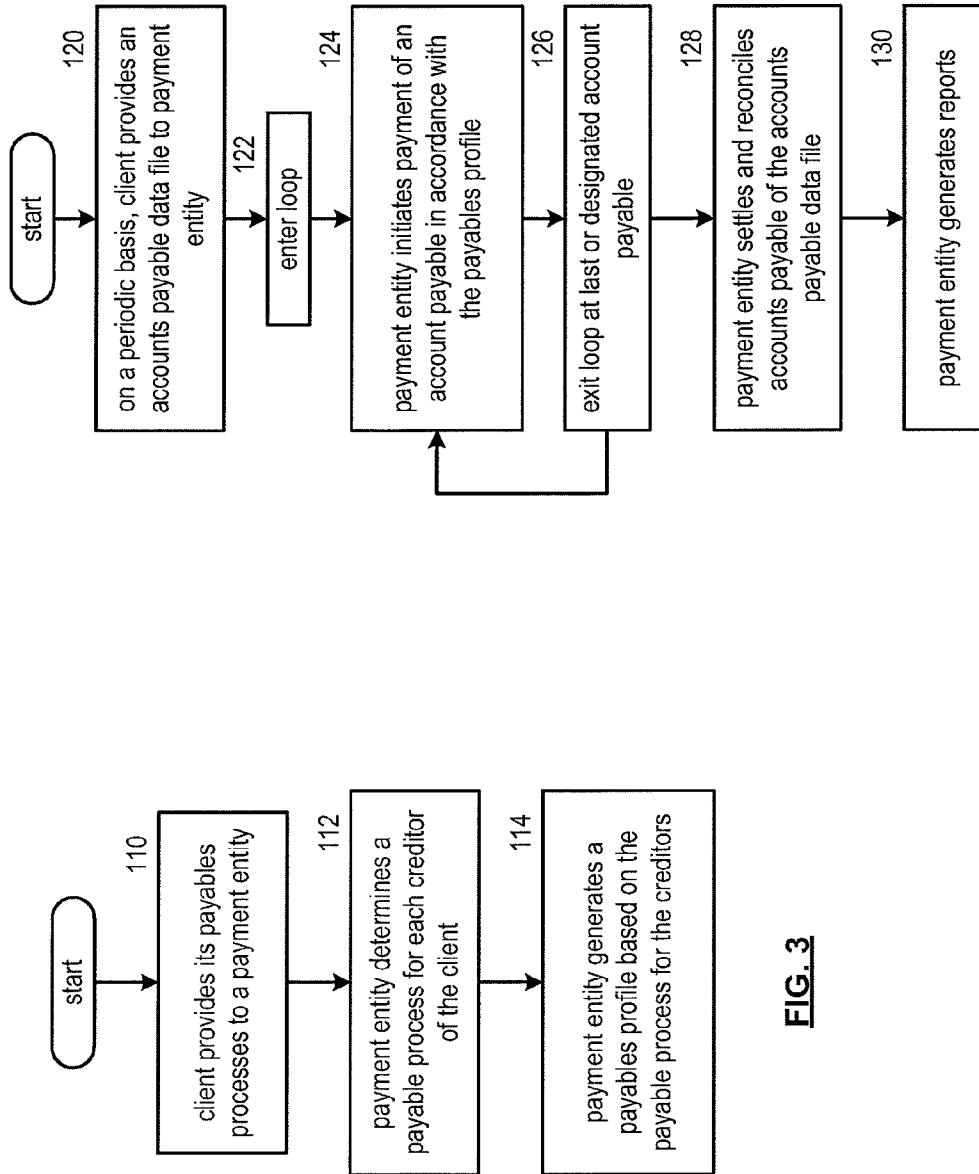 start
110
client provides its payables
processes to a payment entity
112
payment entity determines a
payable process for each creditor
of the client
114
payment entity generates a
payables profile based on the
payable process for the creditors
FIG. 3
start
120
on a periodic basis, client provides an
accounts payable data file to payment
entity
122
enter loop
124
payment entity initiates payment of an
account payable in accordance with
the payables profile
126
exit loop at last or designated account
payable
128
payment entity settles and reconciles
accounts payable of the accounts
payable data file
130
payment entity generates reports